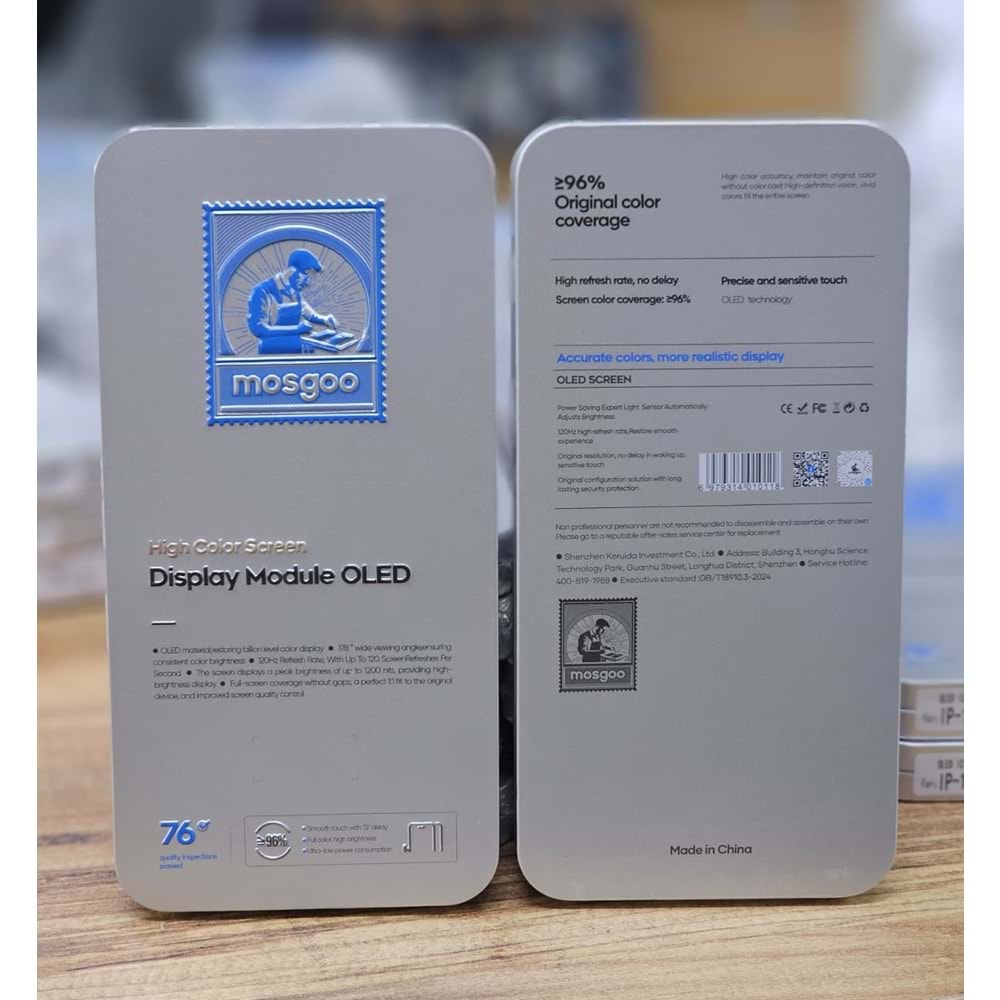 mosgoo
High Color Screen
Display Module OLED
● OLED material,restoring billion level color display ● 178° wide viewing angle,ensuring
consistent color brightness ● 120Hz Refresh Rate, With Up To 120 ScreenRefreshes Per
Second ● The screen displays a peak brightness of up to 1200 nits, providing high-
brightness display ● Full-screen coverage without gaps, a perfect 1:1 fit to the original
device, and improved screen quality control.
76
quality inspections
passed
≥96%
Smooth touch with "0" delay
Full color high brightness
Ultra-low power consumption
≥96%
Original color
coverage
High color accuracy, maintain original color
without color cast High-definition vision, vivid
colors fill the entire screen
High refresh rate, no delay
Screen color coverage: ≥96%
Precise and sensitive touch
OLED technology
Accurate colors, more realistic display
OLED SCREEN
Power Saving Expert Light Sensor Automatically
Adjusts Brightness
120Hz high refresh rate,Restore smooth
experience
Original resolution, no delay in waking up,
sensitive touch
Original configuration solution with long
lasting security protection
CE FC
6 979314 010118
Non professional personnel are not recommended to disassemble and assemble on their own
Please go to a reputable after-sales service center for replacement
● Shenzhen Keruida Investment Co., Ltd. ● Address: Building 3, Honghu Science
Technology Park, Guanhu Street, Longhua District, Shenzhen ● Service Hotline:
400-819-1988 ● Executive standard :GB/T18910.3-2024
mosgoo
Made in China
For: IP-1
For: IP-1